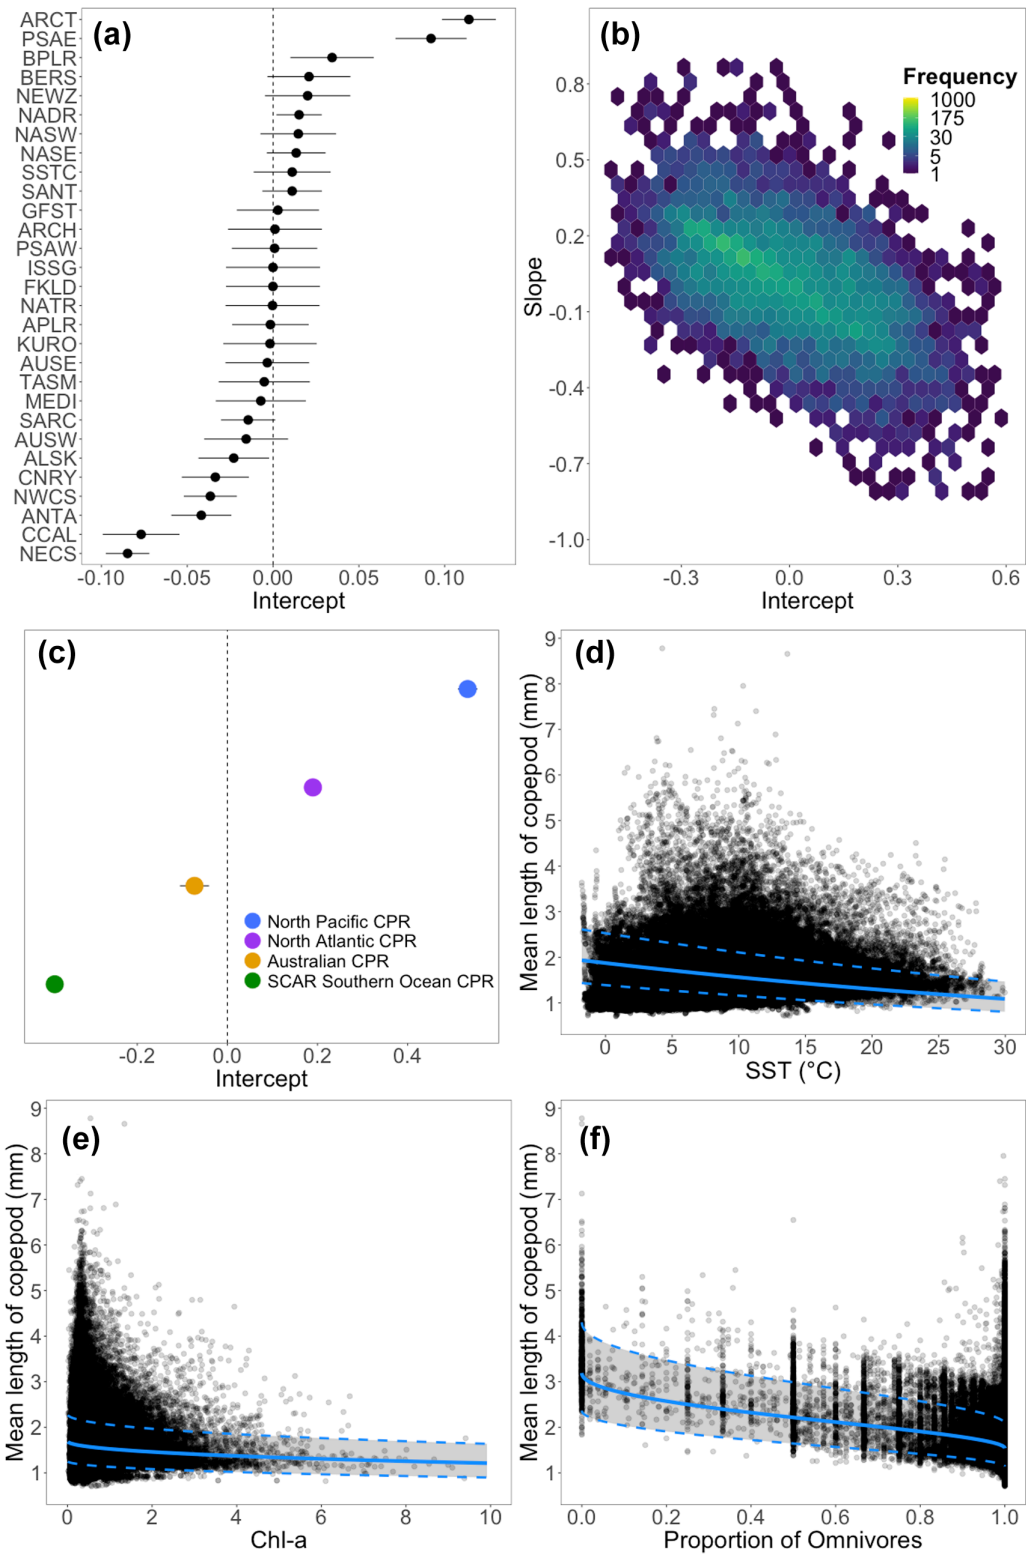 (a)
ARCT
PSAE
BPLR
BERS
NEWZ
NADR
NASW
NASE
SSTC
SANT
GFST
ARCH
PSAW
ISSG
FKLD
NATR
APLR
KURO
AUSE
TASM
MEDI
SARC
AUSW
ALSK
CNRY
NWCS
ANTA
CCAL
NECS
-0.10 -0.05 0.00 0.05 0.10
Intercept
(b)
Frequency
1000
175
30
5
1
Slope
0.8
0.5
0.2
-0.1
-0.4
-0.7
-1.0
-0.3 0.0 0.3 0.6
Intercept
(c)
North Pacific CPR
North Atlantic CPR
Australian CPR
SCAR Southern Ocean CPR
-0.2 0.0 0.2 0.4
Intercept
(d)
Mean length of copepod (mm)
9
8
7
6
5
4
3
2
1
0 5 10 15 20 25 30
SST (°C)
(e)
Mean length of copepod (mm)
9
8
7
6
5
4
3
2
1
0 2 4 6 8 10
Chl-a
(f)
Mean length of copepod (mm)
9
8
7
6
5
4
3
2
1
0.0 0.2 0.4 0.6 0.8 1.0
Proportion of Omnivores